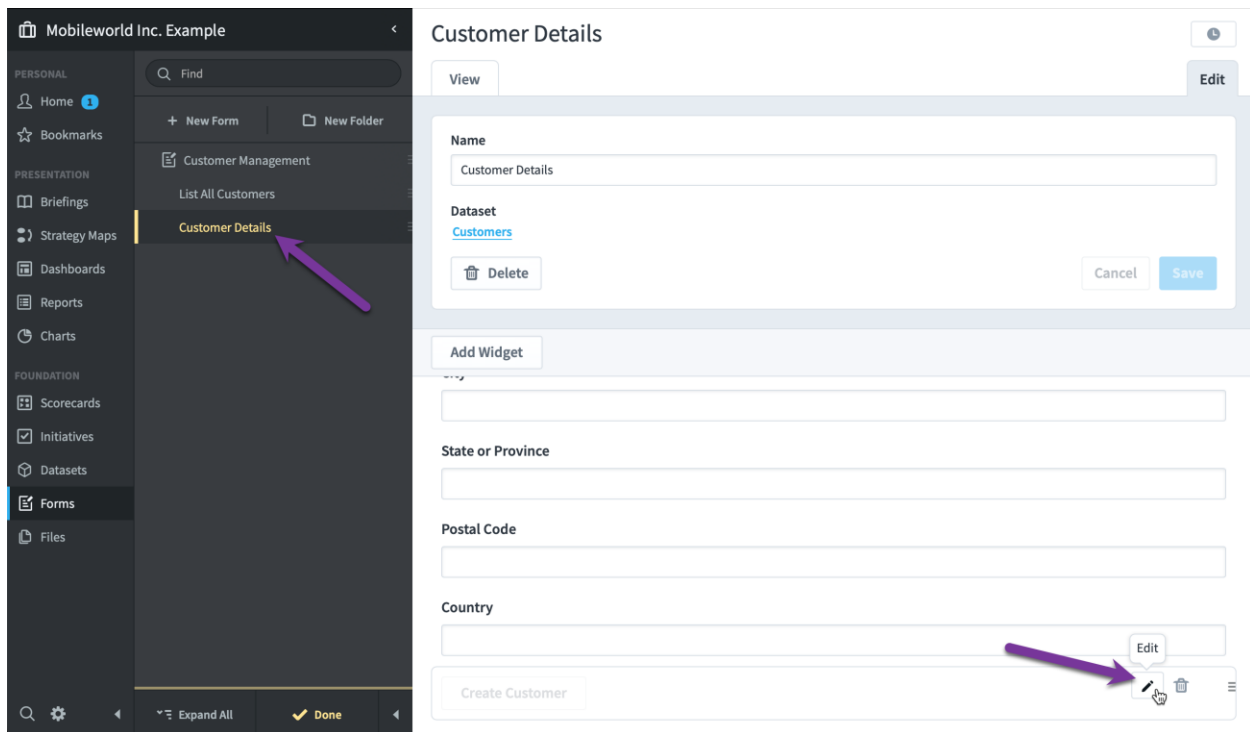 Mobileworld Inc. Example
PERSONAL
Home 1
Bookmarks
PRESENTATION
Briefings
Strategy Maps
Dashboards
Reports
Charts
FOUNDATION
Scorecards
Initiatives
Datasets
Forms
Files
Find
+ New Form
New Folder
Customer Management
List All Customers
Customer Details
Expand All
Done
Customer Details
View
Edit
Name
Customer Details
Dataset
Customers
Delete
Cancel
Save
Add Widget
State or Province
Postal Code
Country
Edit
Create Customer